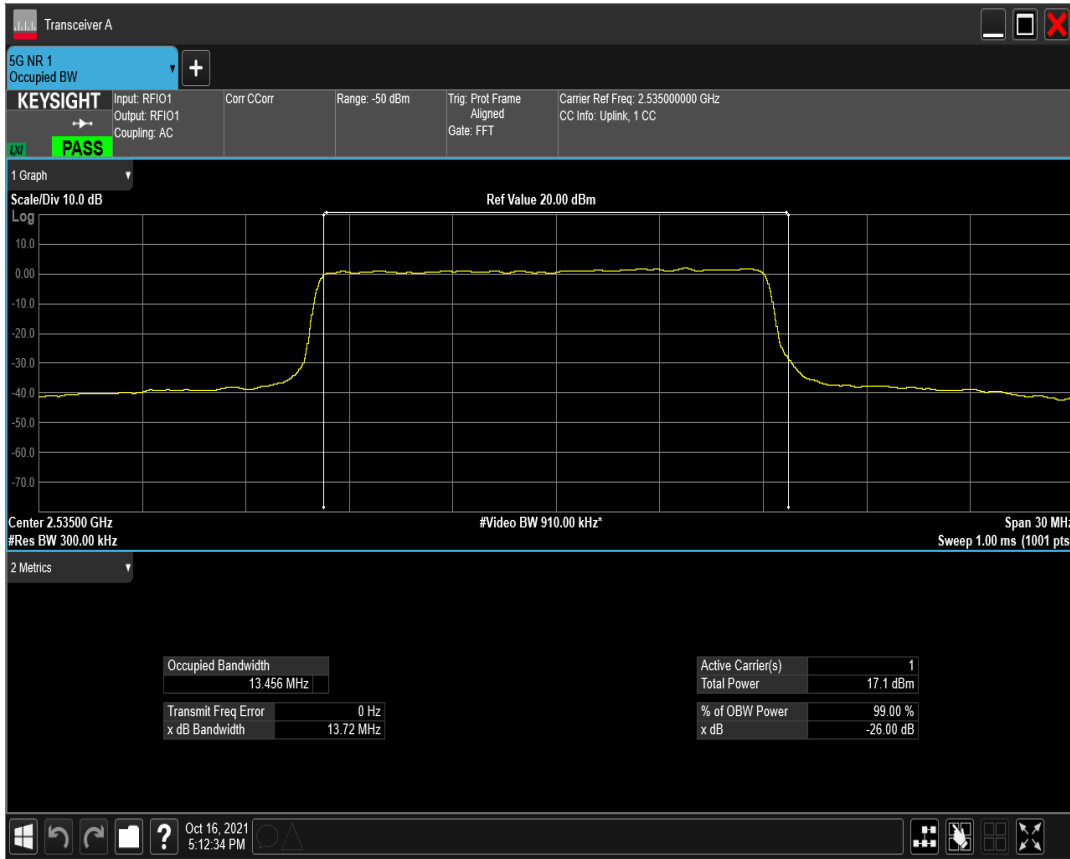 Transceiver A
5G NR 1
Occupied BW
KEYSIGHT
LXI
PASS
Input: RFIO1
Output: RFIO1
Coupling: AC
Corr CCorr
Range: -50 dBm
Trig: Prot Frame
Aligned
Gate: FFT
Carrier Ref Freq: 2.535000000 GHz
CC Info: Uplink, 1 CC
1 Graph
Scale/Div 10.0 dB
Ref Value 20.00 dBm
Log
10.0
0.00
-10.0
-20.0
-30.0
-40.0
-50.0
-60.0
-70.0
Center 2.53500 GHz
#Video BW 910.00 kHz*
Span 30 MHz
#Res BW 300.00 kHz
Sweep 1.00 ms (1001 pts
2 Metrics
Occupied Bandwidth
13.456 MHz
Transmit Freq Error 0 Hz
x dB Bandwidth 13.72 MHz
Active Carrier(s) 1
Total Power 17.1 dBm
% of OBW Power 99.00 %
x dB -26.00 dB
Oct 16, 2021
5:12:34 PM